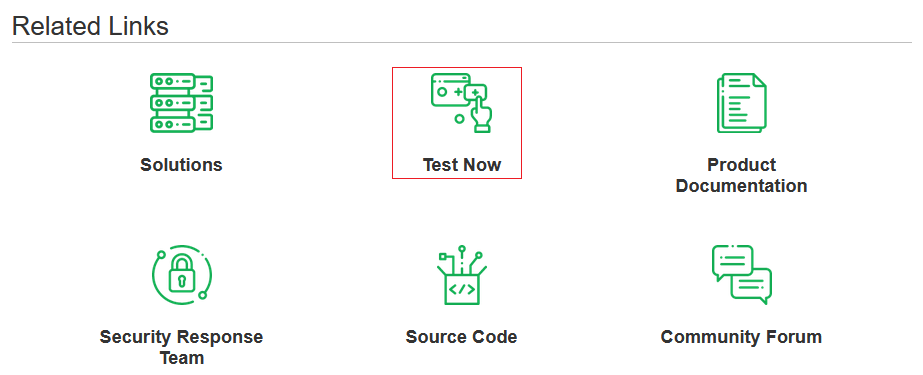 Related Links
Solutions
Test Now
Product
Documentation
Security Response
Team
Source Code
Community Forum